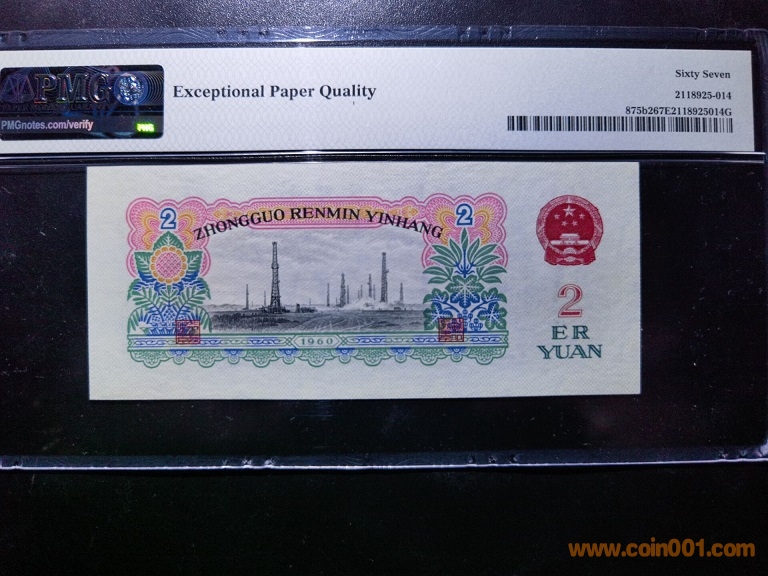 PMG
PMGnotes.com/verify
PMG
Exceptional Paper Quality
Sixty Seven
2118925-014
875b267E2118925014G
2
ZHONGGUO RENMIN YINHANG
2
1960
2
ER
YUAN
www.coin001.com